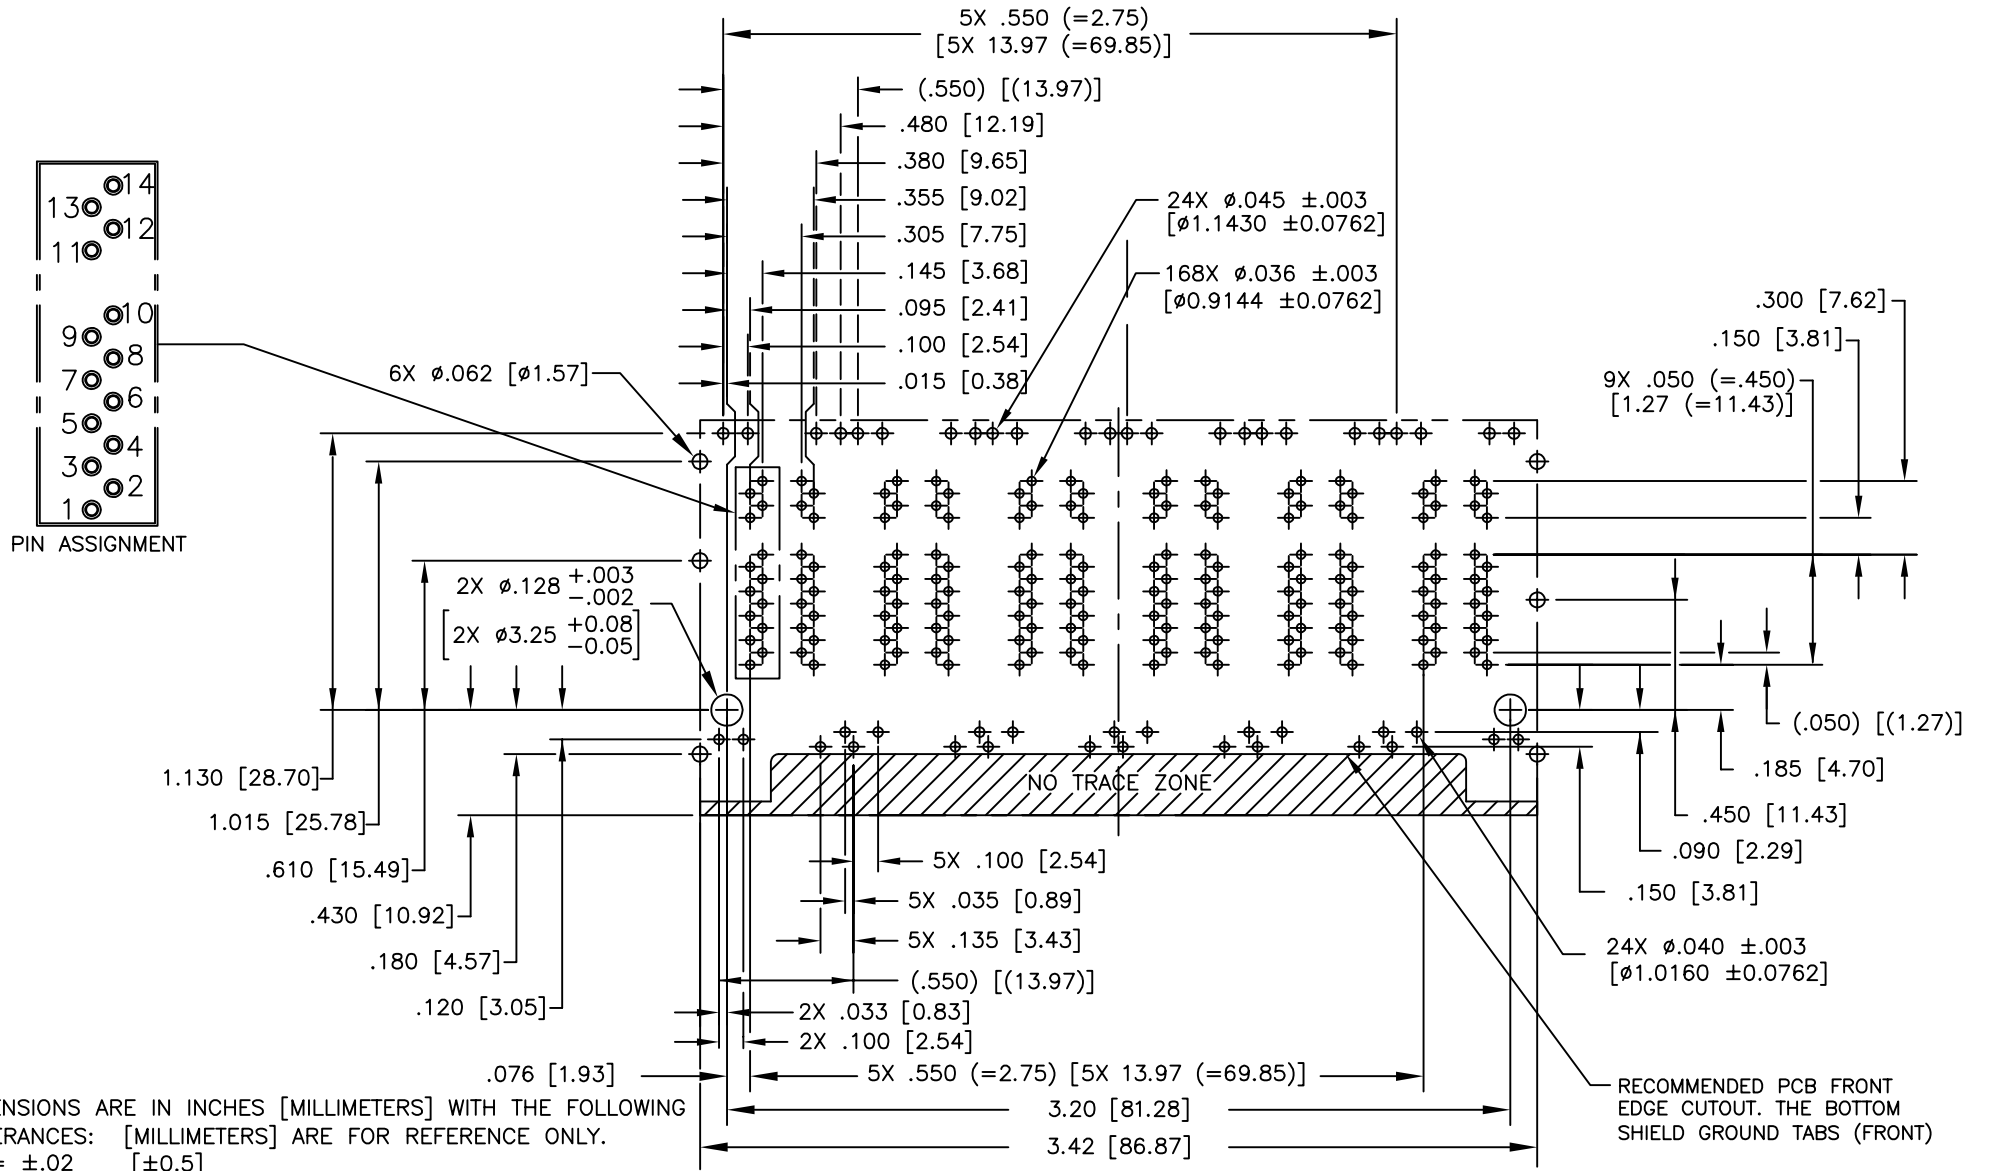 5X .550 (=2.75)
[5X 13.97 (=69.85)]
(.550) [(13.97)]
.480 [12.19]
.380 [9.65]
.355 [9.02]
.305 [7.75]
.145 [3.68]
.095 [2.41]
.100 [2.54]
.015 [0.38]
24X ø.045 ±.003
[ø1.1430 ±0.0762]
168X ø.036 ±.003
[ø0.9144 ±0.0762]
.300 [7.62]
.150 [3.81]
9X .050 (=.450)
[1.27 (=11.43)]
14
13
12
11
10
9
8
7
6
5
4
3
2
1
PIN ASSIGNMENT
6X ø.062 [ø1.57]
2X ø.128 +.003
-.002
[2X ø3.25 +0.08
-0.05]
(.050) [(1.27)]
.185 [4.70]
.450 [11.43]
.090 [2.29]
.150 [3.81]
NO TRACE ZONE
1.130 [28.70]
1.015 [25.78]
.610 [15.49]
.430 [10.92]
.180 [4.57]
.120 [3.05]
5X .100 [2.54]
5X .035 [0.89]
5X .135 [3.43]
(.550) [(13.97)]
2X .033 [0.83]
2X .100 [2.54]
.076 [1.93]
5X .550 (=2.75) [5X 13.97 (=69.85)]
3.20 [81.28]
3.42 [86.87]
24X ø.040 ±.003
[ø1.0160 ±0.0762]
RECOMMENDED PCB FRONT
EDGE CUTOUT. THE BOTTOM
SHIELD GROUND TABS (FRONT)
ENSIONS ARE IN INCHES [MILLIMETERS] WITH THE FOLLOWING
ERANCES: [MILLIMETERS] ARE FOR REFERENCE ONLY.
= ±.02 [±0.5]